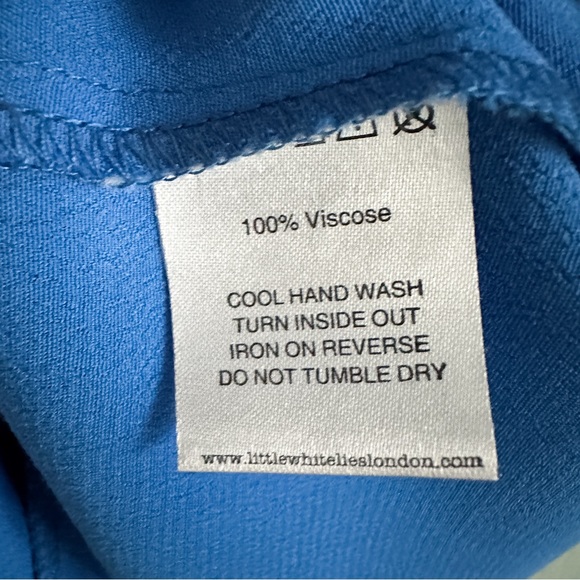 100% Viscose
COOL HAND WASH
TURN INSIDE OUT
IRON ON REVERSE
DO NOT TUMBLE DRY
www.littlewhitelieslondon.com